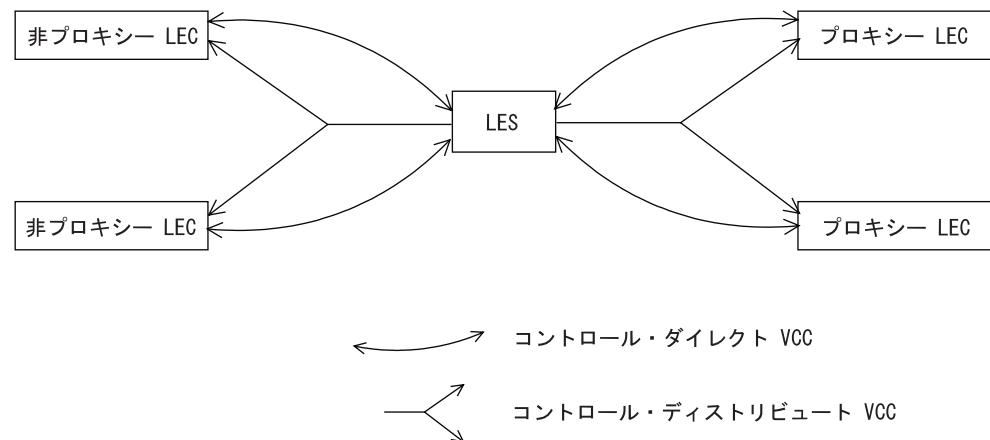 非プロキシー LEC
プロキシー LEC
LES
非プロキシー LEC
プロキシー LEC
コントロール・ダイレクト VCC
コントロール・ディストリビュート VCC